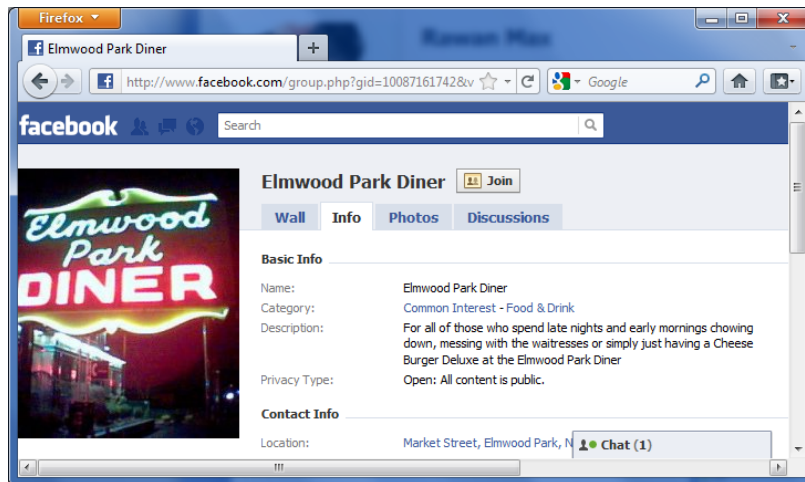 Firefox
Rawan Max
Elmwood Park Diner
http://www.facebook.com/group.php?gid=10087161742&v
Google
facebook
Search
Elmwood
Park
DINER
Elmwood Park Diner
Join
Wall Info Photos Discussions
Basic Info
Name: Elmwood Park Diner
Category: Common Interest - Food & Drink
Description: For all of those who spend late nights and early mornings chowing
down, messing with the waitresses or simply just having a Cheese
Burger Deluxe at the Elmwood Park Diner
Privacy Type: Open: All content is public.
Contact Info
Location: Market Street, Elmwood Park, N
Chat (1)